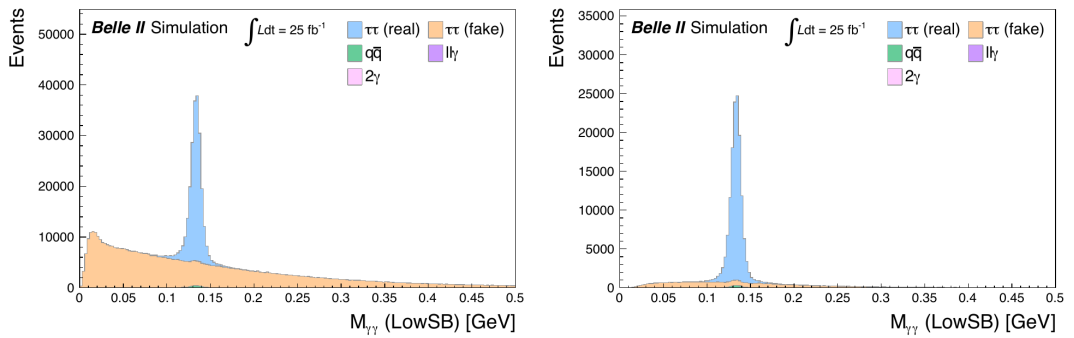 Belle II Simulation
∫Ldt = 25 fb⁻¹
ττ (real)
ττ (fake)
qq̅
llγ
2γ
Events
50000
40000
30000
20000
10000
0
0 0.05 0.1 0.15 0.2 0.25 0.3 0.35 0.4 0.45 0.5
Mγγ (LowSB) [GeV]
Belle II Simulation
∫Ldt = 25 fb⁻¹
ττ (real)
ττ (fake)
qq̅
llγ
2γ
Events
35000
30000
25000
20000
15000
10000
5000
0
0 0.05 0.1 0.15 0.2 0.25 0.3 0.35 0.4 0.45 0.5
Mγγ (LowSB) [GeV]